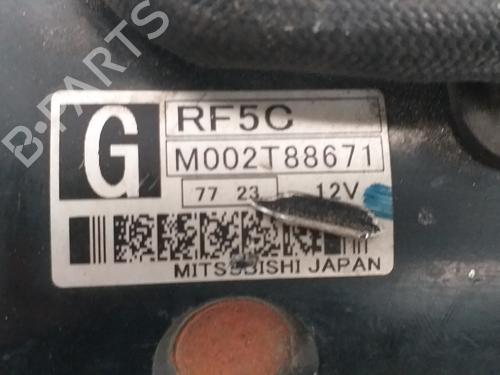 B-PARTS
G
RF5C
M002T88671
77 23
12V
MITSUBISHI JAPAN